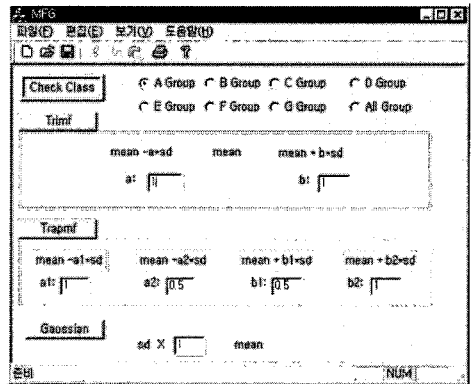 MFG
파일(F) 편집(E) 보기(V) 도움말(H)
Check Class
A Group B Group C Group D Group
E Group F Group G Group All Group
Trimf
mean -a*sd mean mean + b*sd
a: 1 b: 1
Trapmf
mean -a1*sd mean -a2*sd mean + b1*sd mean + b2*sd
a1: 1 a2: 0.5 b1: 0.5 b2: 1
Gaussian
sd X 1 mean
준비 NUM